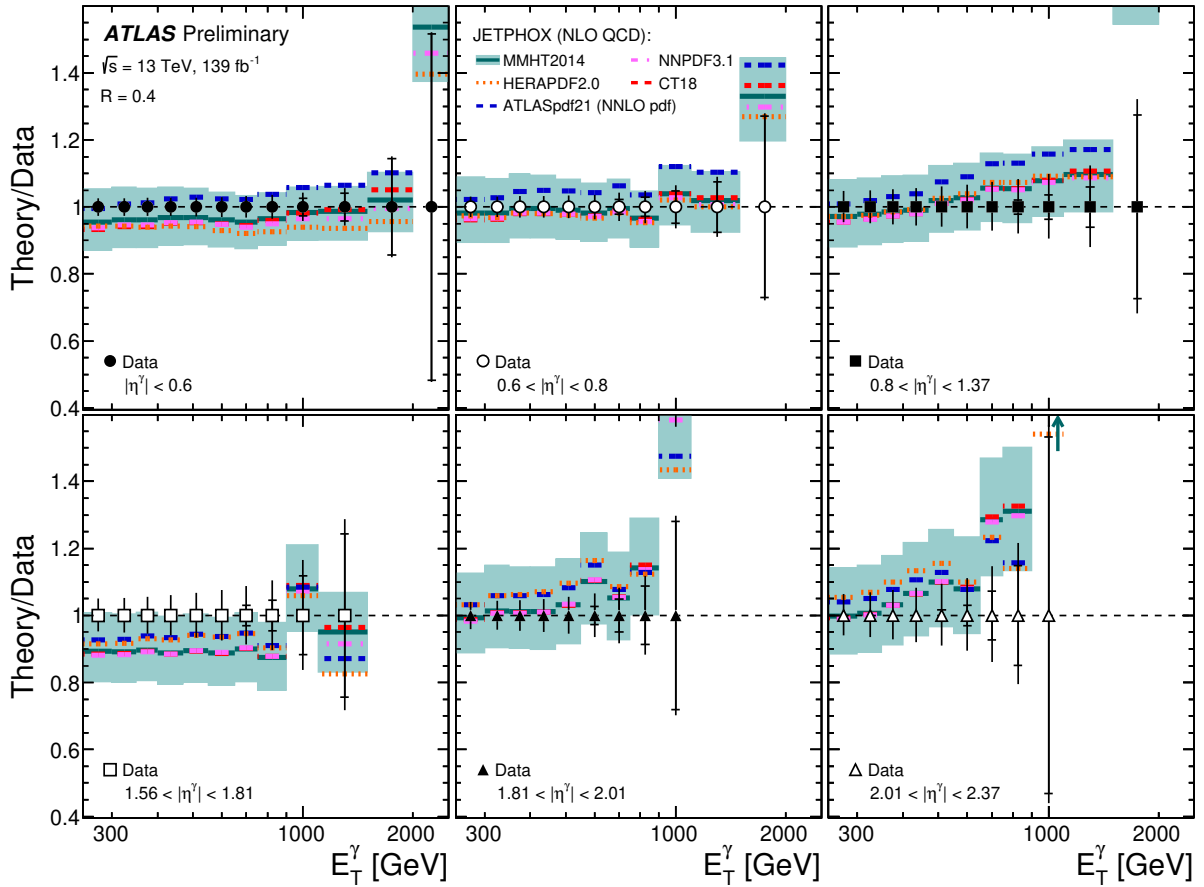 ATLAS Preliminary
√s = 13 TeV, 139 fb⁻¹
R = 0.4
JETPHOX (NLO QCD):
MMHT2014
NNPDF3.1
HERAPDF2.0
CT18
ATLASpdf21 (NNLO pdf)
Theory/Data
1.4
1.2
1
0.8
0.6
0.4
Data
|η^γ| < 0.6
Data
0.6 < |η^γ| < 0.8
Data
0.8 < |η^γ| < 1.37
Theory/Data
1.4
1.2
1
0.8
0.6
0.4
Data
1.56 < |η^γ| < 1.81
Data
1.81 < |η^γ| < 2.01
Data
2.01 < |η^γ| < 2.37
300 1000 2000
300 1000 2000
300 1000 2000
E_T^γ [GeV]
E_T^γ [GeV]
E_T^γ [GeV]